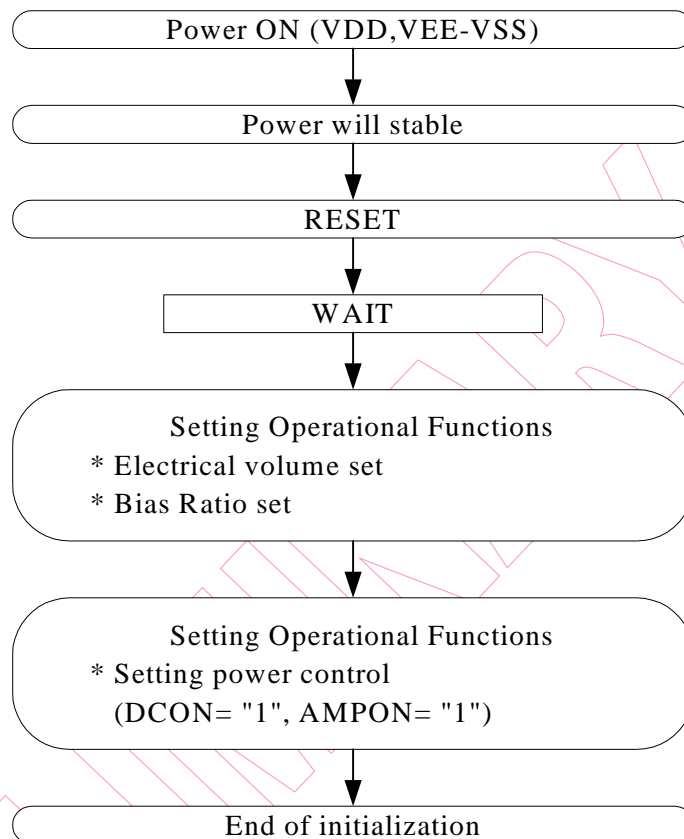 Power ON (VDD,VEE-VSS)
Power will stable
RESET
WAIT
Setting Operational Functions
* Electrical volume set
* Bias Ratio set
Setting Operational Functions
* Setting power control
(DCON= "1", AMPON= "1")
End of initialization